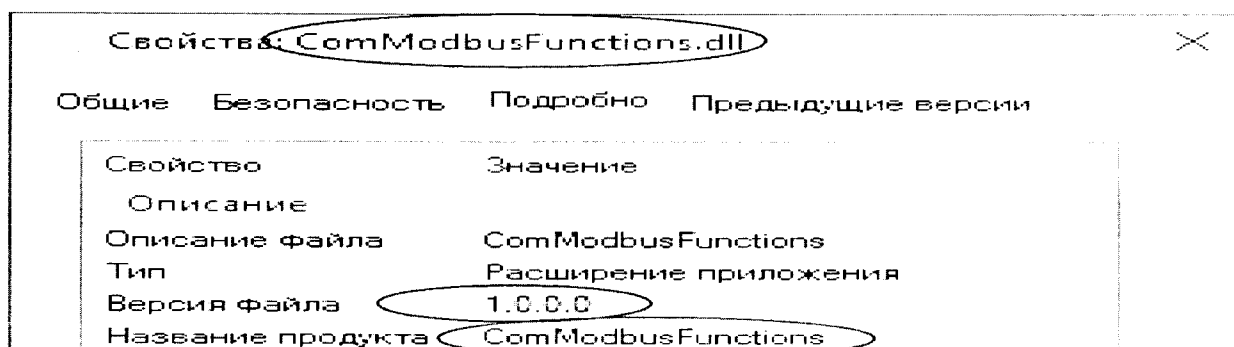 Свойства: ComModbusFunctions.dll
Общие Безопасность Подробно Предыдущие версии
Свойство Значение
Описание
Описание файла ComModbusFunctions
Тип Расширение приложения
Версия файла 1.0.0.0
Название продукта ComModbusFunctions